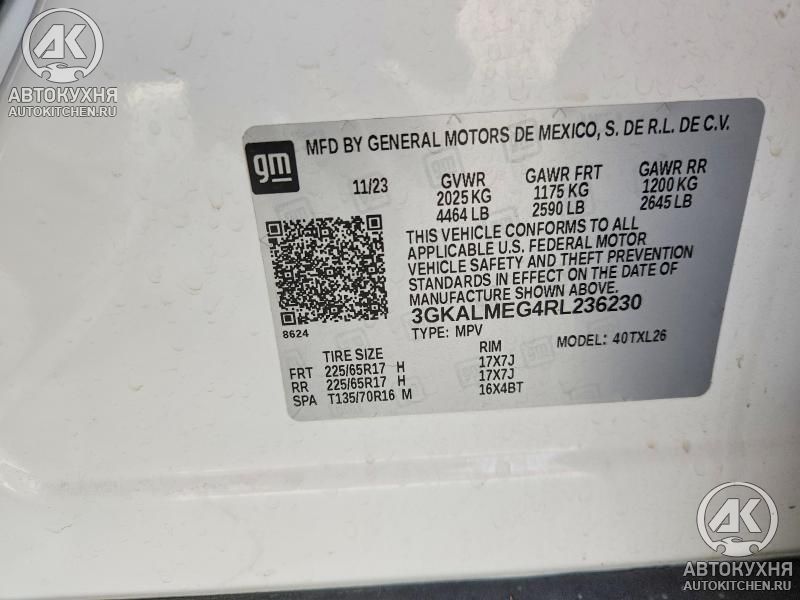 АК
АВТОКУХНЯ
AUTOKITCHEN.RU
gm
MFD BY GENERAL MOTORS DE MEXICO, S. DE R.L. DE C.V.
11/23 GVWR GAWR FRT GAWR RR
2025 KG 1175 KG 1200 KG
4464 LB 2590 LB 2645 LB
THIS VEHICLE CONFORMS TO ALL
APPLICABLE U.S. FEDERAL MOTOR
VEHICLE SAFETY AND THEFT PREVENTION
STANDARDS IN EFFECT ON THE DATE OF
MANUFACTURE SHOWN ABOVE.
3GKALMEG4RL236230
8624
TYPE: MPV MODEL: 40TXL26
TIRE SIZE RIM
FRT 225/65R17 H 17X7J
RR 225/65R17 H 17X7J
SPA T135/70R16 M 16X4BT
АК
АВТОКУХНЯ
AUTOKITCHEN.RU